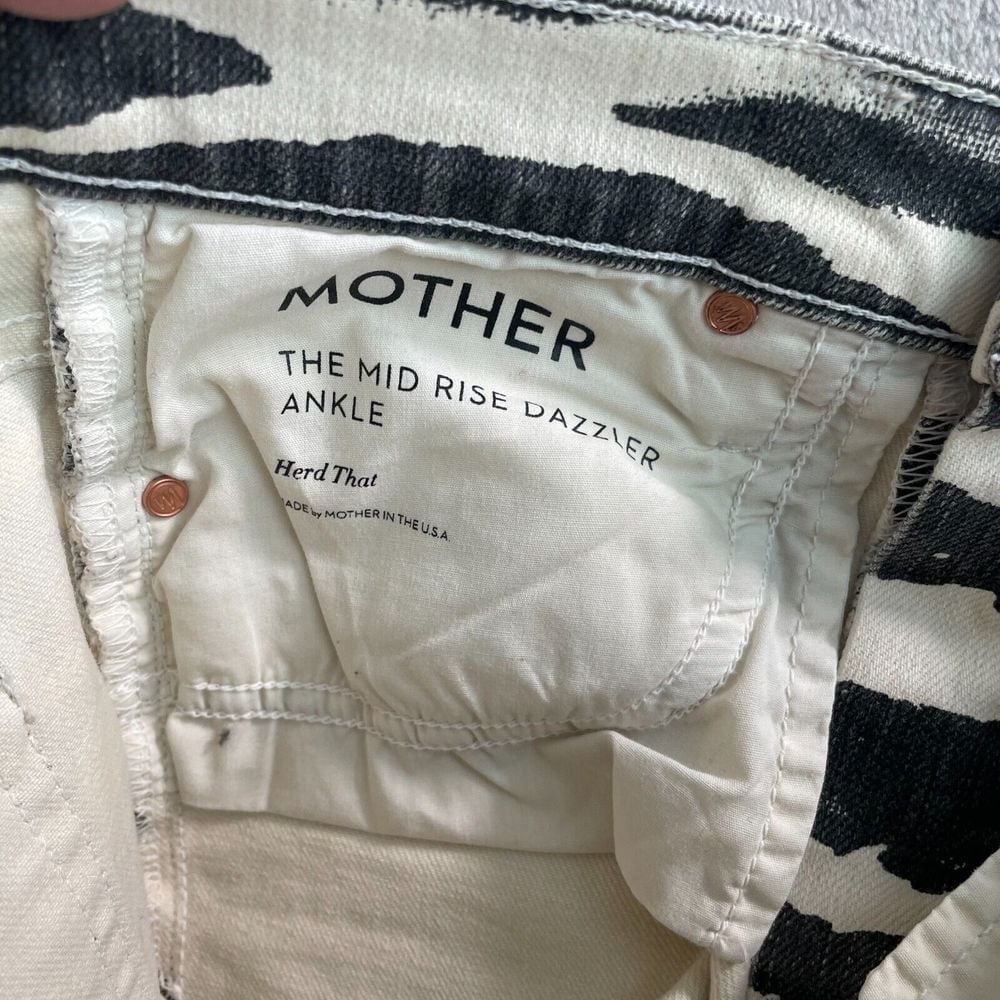 MOTHER
THE MID RISE DAZZLER
ANKLE
Herd That
MADE by MOTHER IN THE U.S.A.